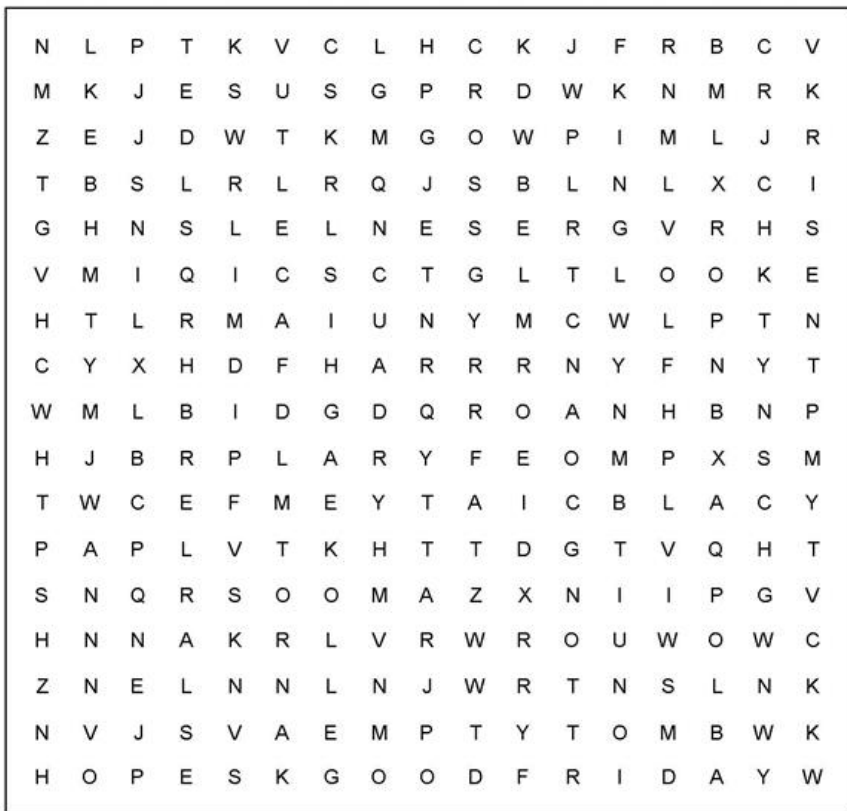 N L P T K V C L H C K J F R B C V
M K J E S U S G P R D W K N M R K
Z E J D W T K M G O W P I M L J R
T B S L R L R Q J S B L N L X C I
G H N S L E L N E S E R G V R H S
V M I Q I C S C T G L T L O O K E
H T L R M A I U N Y M C W L P T N
C Y X H D F H A R R R N Y F N Y T
W M L B I D G D Q R O A N H B N P
H J B R P L A R Y F E O M P X S M
T W C E F M E Y T A I C B L A C Y
P A P L V T K H T T D G T V Q H T
S N Q R S O O M A Z X N I I P G V
H N N A K R L V R W R O U W O W C
Z N E L N N L N J W R T N S L N K
N V J S V A E M P T Y T O M B W K
H O P E S K G O O D F R I D A Y W